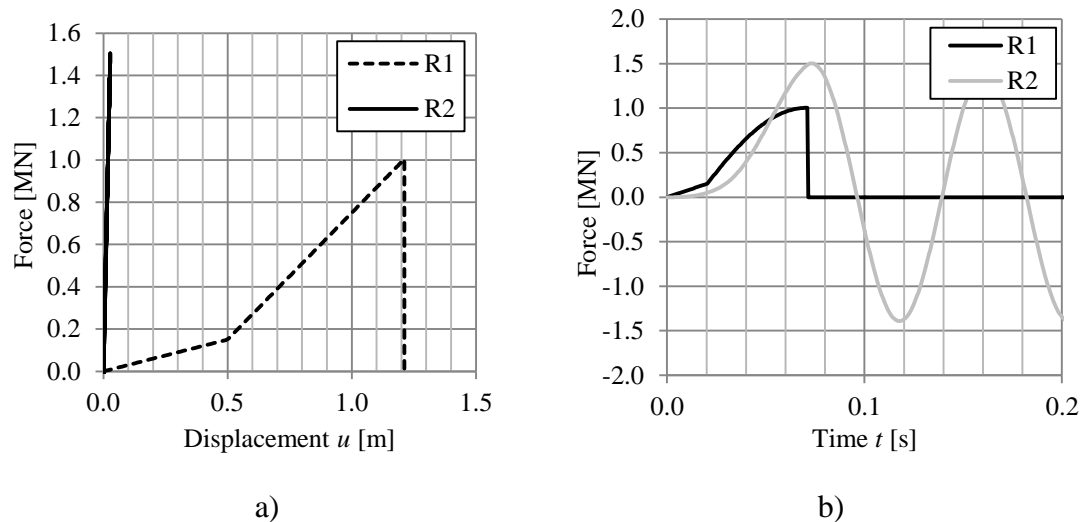 1.6
1.4
1.2
1.0
0.8
0.6
0.4
0.2
0.0
Force [MN]
0.0 0.5 1.0 1.5
Displacement u [m]
R1
R2
a)
2.0
1.5
1.0
0.5
0.0
-0.5
-1.0
-1.5
-2.0
Force [MN]
0.0 0.1 0.2
Time t [s]
R1
R2
b)